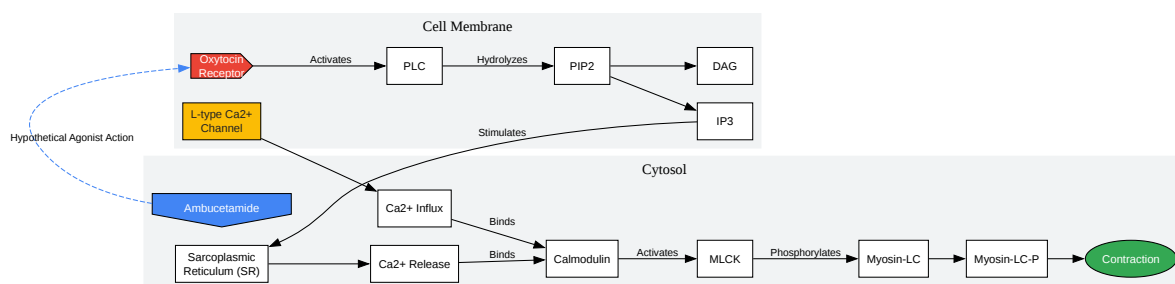 Cell Membrane
Oxytocin
Receptor
Activates
PLC
Hydrolyzes
PIP2
DAG
L-type Ca2+
Channel
IP3
Stimulates
Hypothetical Agonist Action
Cytosol
Ambucetamide
Ca2+ Influx
Binds
Sarcoplasmic
Reticulum (SR)
Ca2+ Release
Binds
Calmodulin
Activates
MLCK
Phosphorylates
Myosin-LC
Myosin-LC-P
Contraction